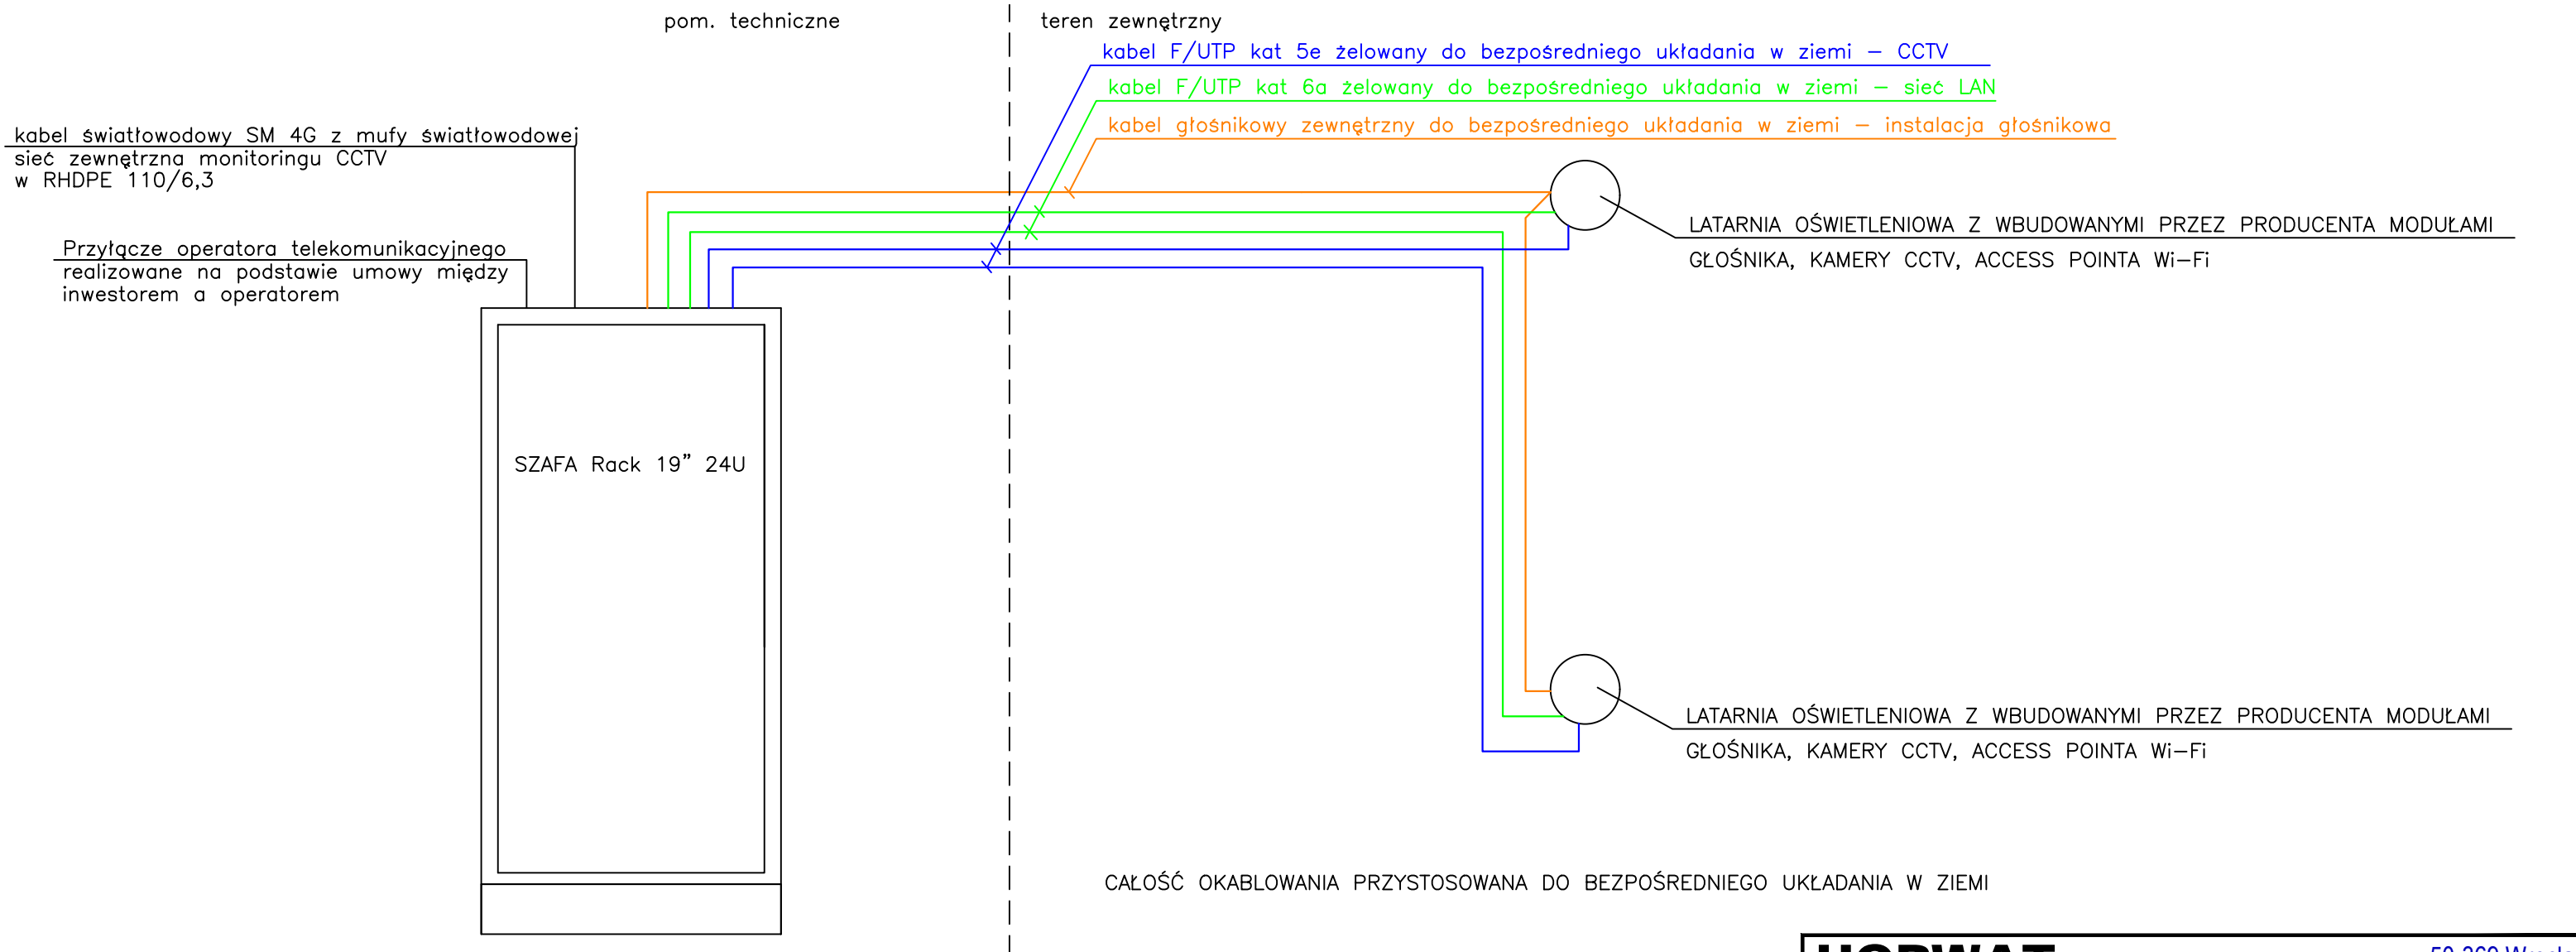 pom. techniczne
teren zewnętrzny
kabel F/UTP kat 5e żelowany do bezpośredniego układania w ziemi – CCTV
kabel F/UTP kat 6a żelowany do bezpośredniego układania w ziemi – sieć LAN
kabel głośnikowy zewnętrzny do bezpośredniego układania w ziemi – instalacja głośnikowa
kabel światłowodowy SM 4G z mufy światłowodowej
sieć zewnętrzna monitoringu CCTV
w RHDPE 110/6,3
Przyłącze operatora telekomunikacyjnego
realizowane na podstawie umowy między
inwestorem a operatorem
LATARNIA OŚWIETLENIOWA Z WBUDOWANYMI PRZEZ PRODUCENTA MODUŁAMI
GŁOŚNIKA, KAMERY CCTV, ACCESS POINTA Wi–Fi
SZAFA Rack 19” 24U
LATARNIA OŚWIETLENIOWA Z WBUDOWANYMI PRZEZ PRODUCENTA MODUŁAMI
GŁOŚNIKA, KAMERY CCTV, ACCESS POINTA Wi–Fi
CAŁOŚĆ OKABLOWANIA PRZYSTOSOWANA DO BEZPOŚREDNIEGO UKŁADANIA W ZIEMI
HORWAT